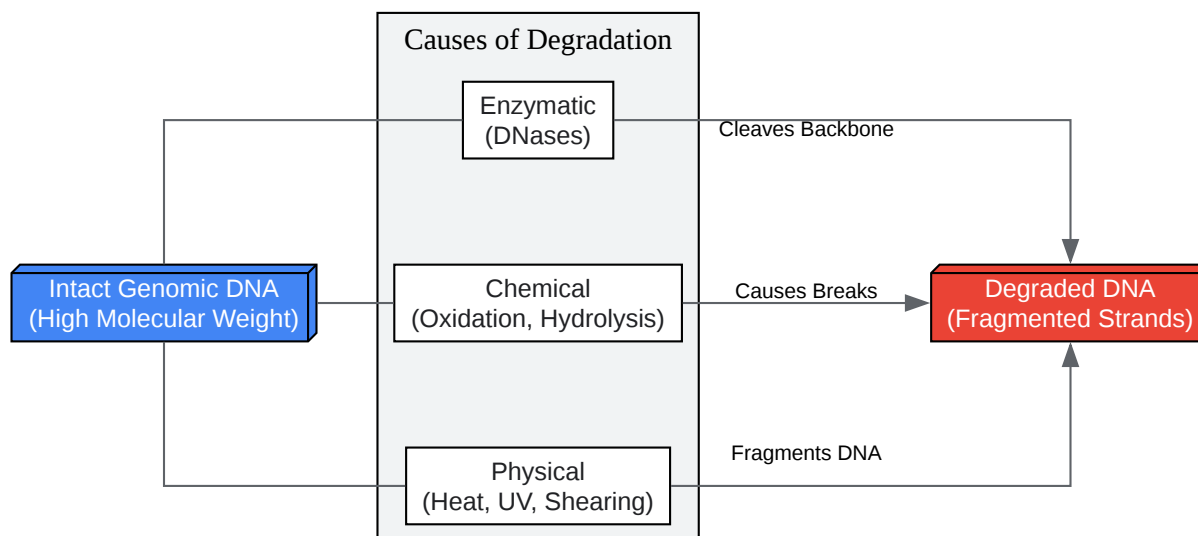 Causes of Degradation
Enzymatic
(DNases)
Cleaves Backbone
Intact Genomic DNA
(High Molecular Weight)
Chemical
(Oxidation, Hydrolysis)
Causes Breaks
Degraded DNA
(Fragmented Strands)
Physical
(Heat, UV, Shearing)
Fragments DNA